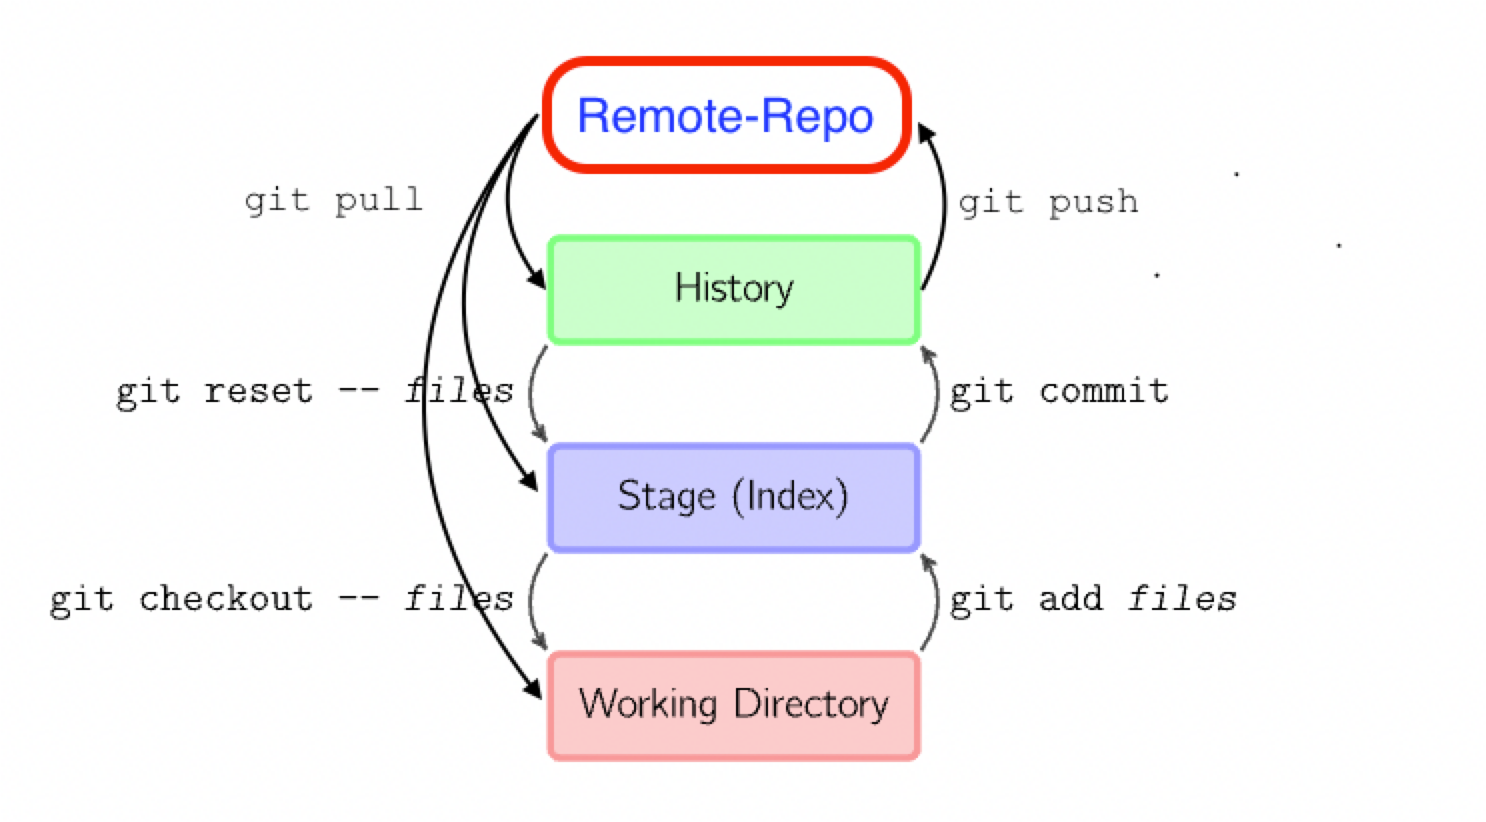 Remote-Repo
git pull
git push
History
git reset -- files
git commit
Stage (Index)
git checkout -- files
git add files
Working Directory